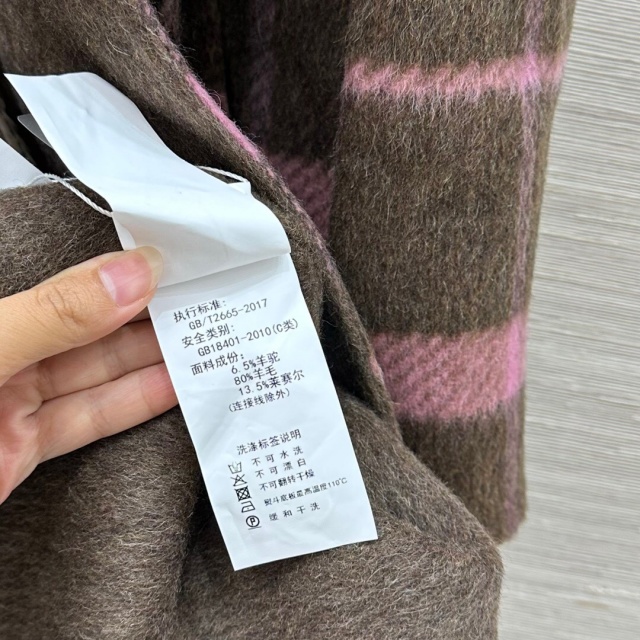 执行标准:
GB/T2665-2017
安全类别:
GB18401-2010(C类)
面料成份:
6.5%羊驼
80%羊毛
13.5%莱赛尔
(连接线除外)
洗涤标签说明
不可水洗
不可漂白
不可翻转干燥
熨斗底板最高温度110℃
缓和干洗